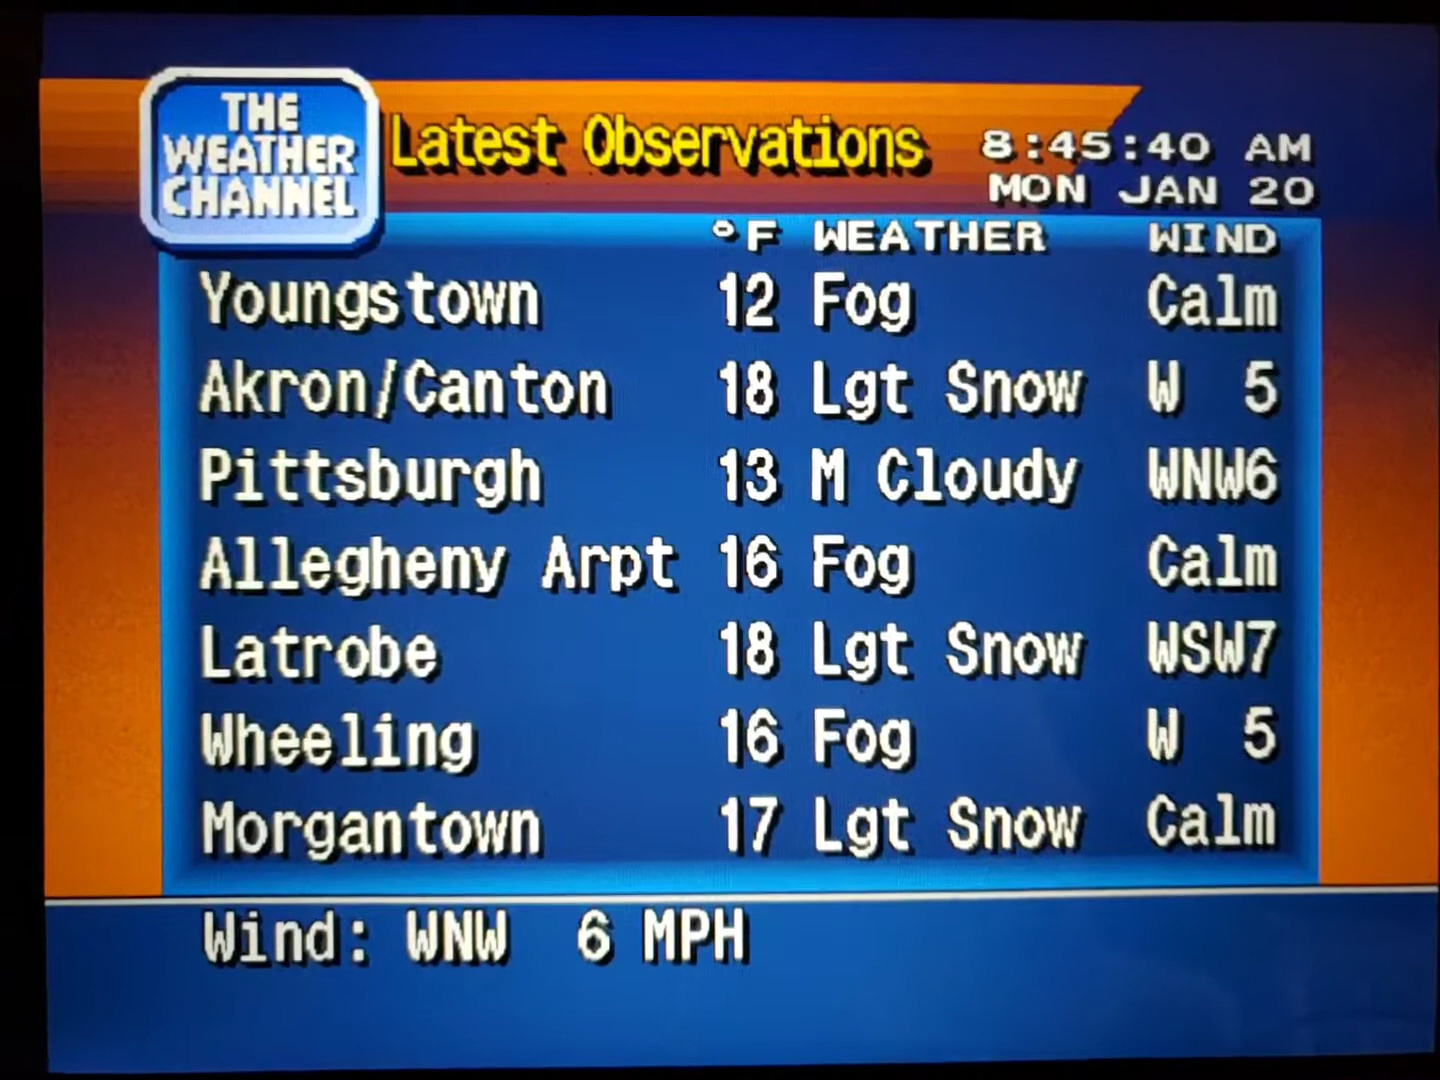 THE
WEATHER
CHANNEL
Latest Observations
8:45:40 AM
MON JAN 20
°F WEATHER WIND
Youngstown 12 Fog Calm
Akron/Canton 18 Lgt Snow W 5
Pittsburgh 13 M Cloudy WNW6
Allegheny Arpt 16 Fog Calm
Latrobe 18 Lgt Snow WSW7
Wheeling 16 Fog W 5
Morgantown 17 Lgt Snow Calm
Wind: WNW 6 MPH